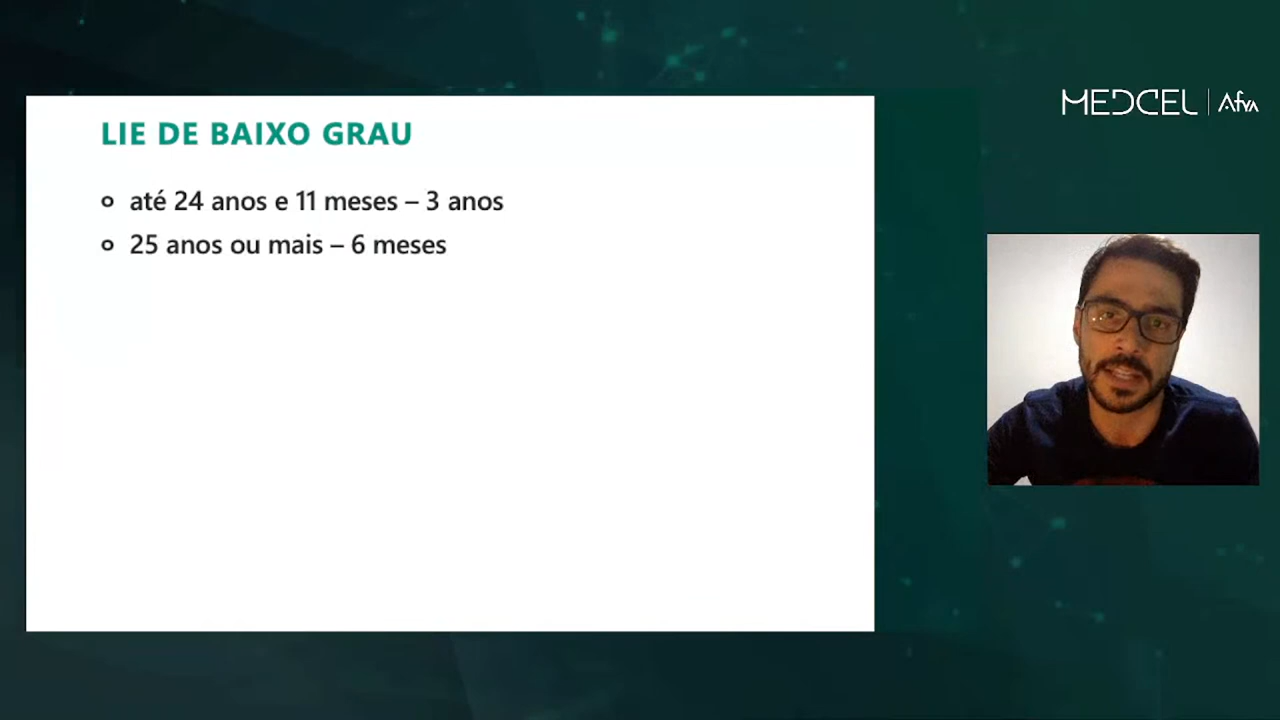 LIE DE BAIXO GRAU
até 24 anos e 11 meses – 3 anos
25 anos ou mais – 6 meses
MEDCEL | Afya